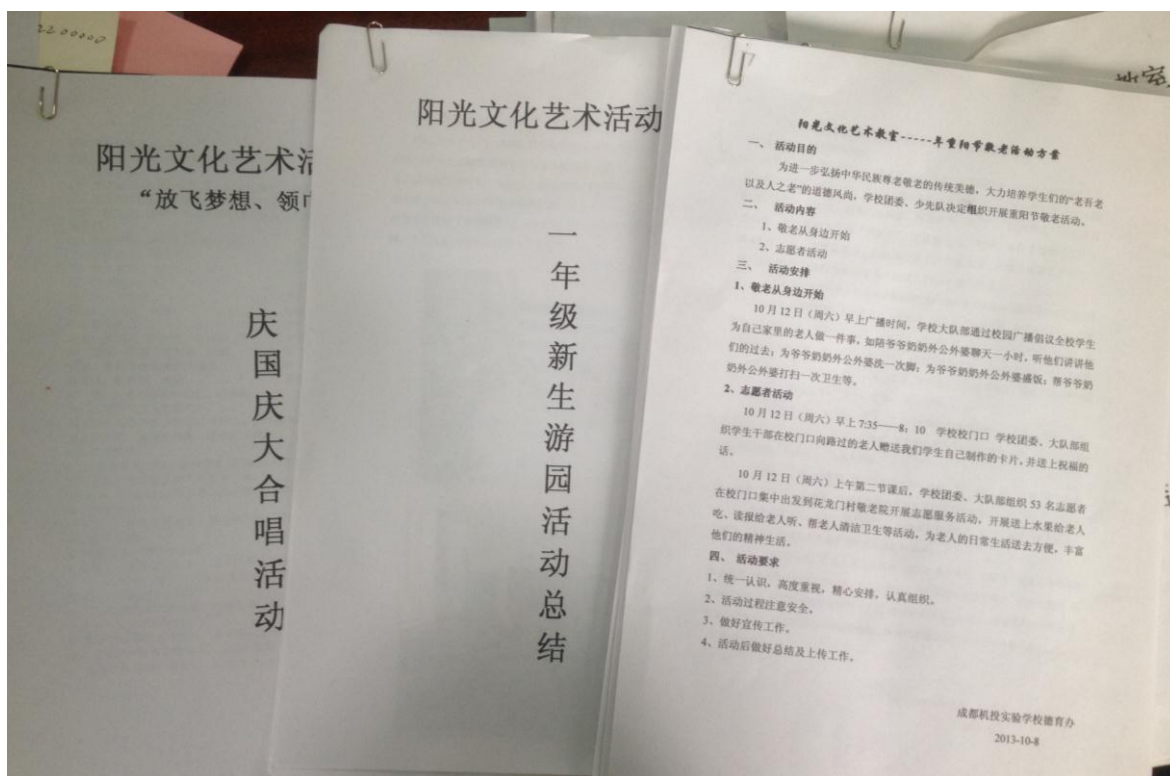 2200002
阳光文化艺术活
“放飞梦想、领巾
庆国庆大合唱活动
阳光文化艺术活动
一年级新生游园活动总结
阳光文化艺术教室-----年重阳节敬老活动方案
一、 活动目的
为进一步弘扬中华民族尊老敬老的传统美德，大力培养学生们的“老吾老
以及人之老”的道德风尚，学校团委、少先队决定组织开展重阳节敬老活动。
二、 活动内容
1、敬老从身边开始
2、志愿者活动
三、 活动安排
1、敬老从身边开始
10月12日（周六）早上广播时间，学校大队部通过校园广播倡议全校学生
为自己家里的老人做一件事，如陪爷爷奶奶外公外婆聊天一小时，听他们讲讲他
们的过去；为爷爷奶奶外公外婆洗一次脚；为爷爷奶奶外公外婆盛饭；帮爷爷奶
奶外公外婆打扫一次卫生等。
2、志愿者活动
10月12日（周六）早上7:35——8：10 学校校门口 学校团委、大队部组
织学生干部在校门口向路过的老人赠送我们学生自己制作的卡片，并送上祝福的
话。
10月12日（周六）上午第二节课后，学校团委、大队部组织53名志愿者
在校门口集中出发到花龙门村敬老院开展志愿服务活动，开展送上水果给老人
吃、读报给老人听、帮老人清洁卫生等活动，为老人的日常生活送去方便，丰富
他们的精神生活。
四、 活动要求
1、统一认识，高度重视，精心安排，认真组织。
2、活动过程注意安全。
3、做好宣传工作。
4、活动后做好总结及上传工作。
成都机投实验学校德育办
2013-10-8